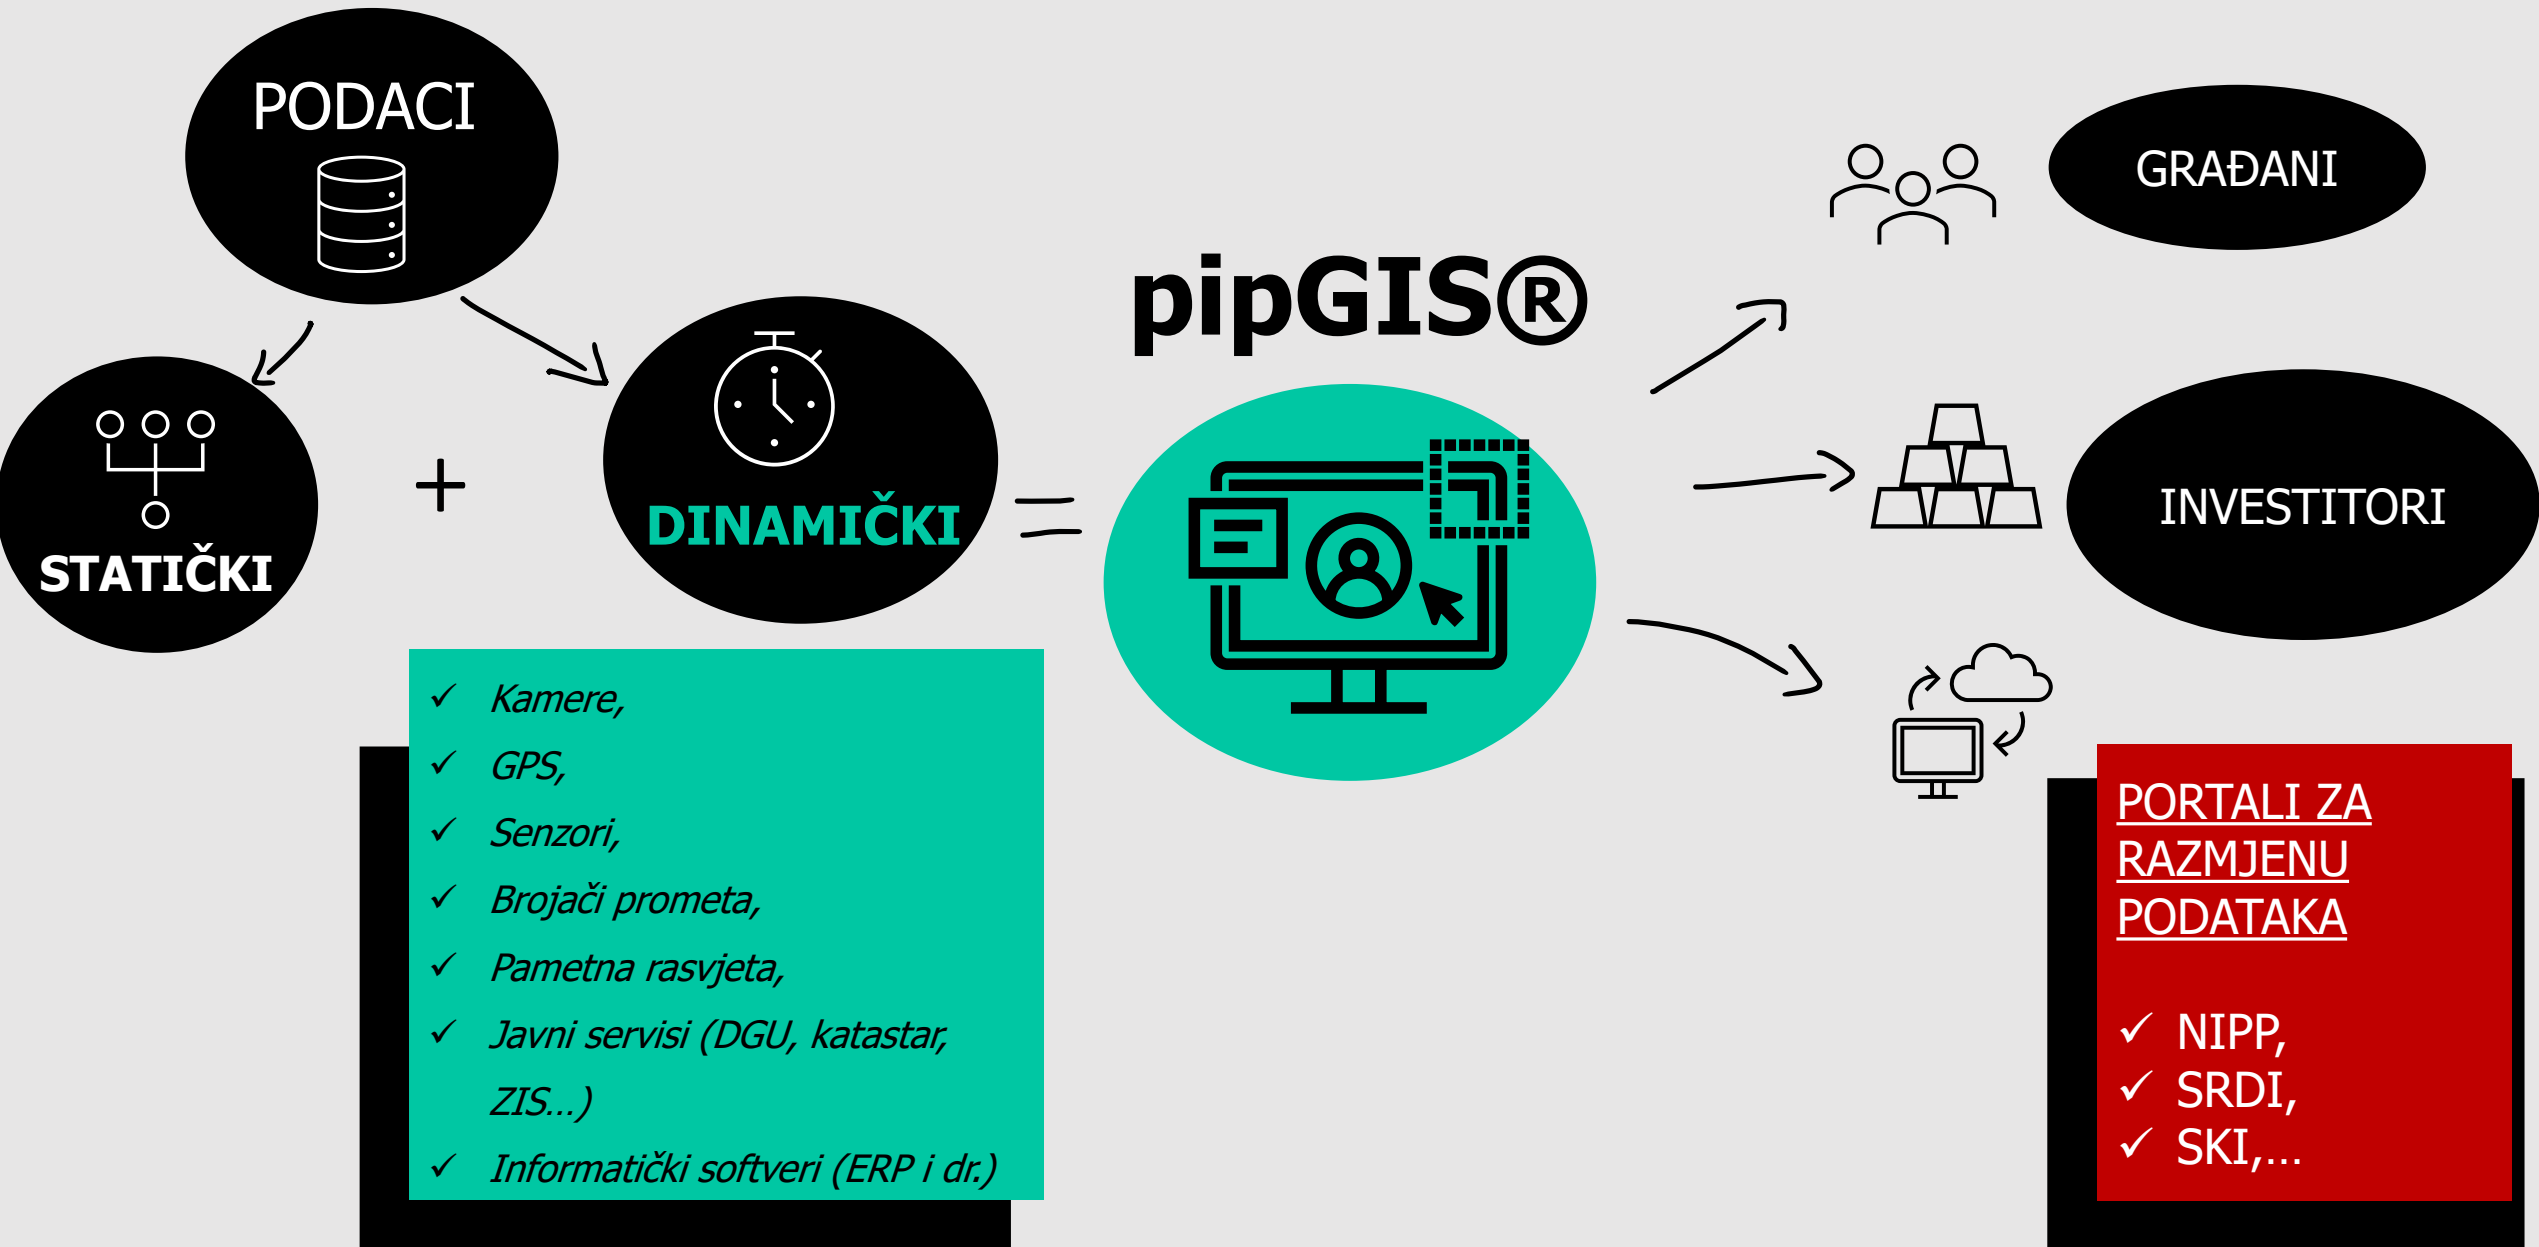 PODACI
STATIČKI
+
DINAMIČKI
=
pipGIS®
GRAĐANI
INVESTITORI
✓ Kamere,
✓ GPS,
✓ Senzori,
✓ Brojači prometa,
✓ Pametna rasvjeta,
✓ Javni servisi (DGU, katastar,
ZIS...)
✓ Informatički softveri (ERP i dr.)
PORTALI ZA
RAZMJENU
PODATAKA
✓ NIPP,
✓ SRDI,
✓ SKI,...